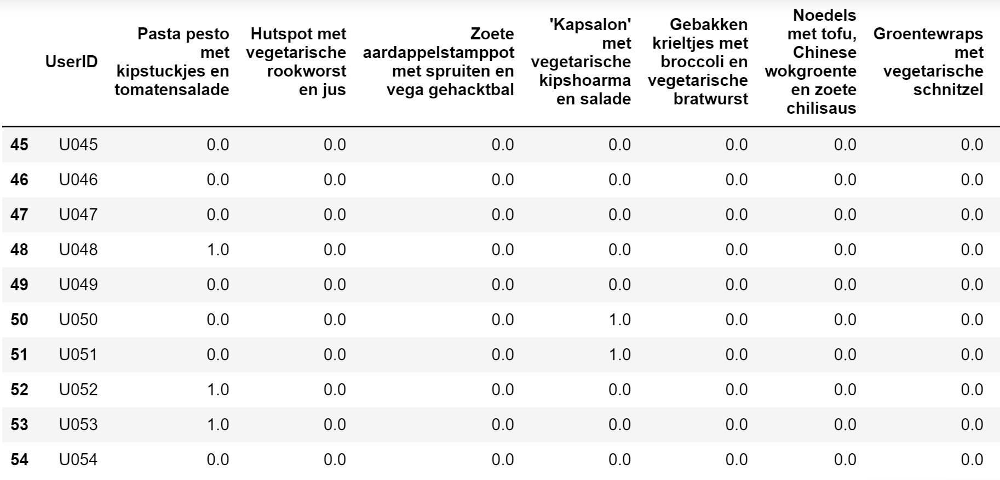 UserID Pasta pesto met kipstuckjes en tomatensalade Hutspot met vegetarische rookworst en jus Zoete aardappelstamppot met spruiten en vega gehacktbal 'Kapsalon' met vegetarische kipshoarma en salade Gebakken krieltjes met broccoli en vegetarische bratwurst Noedels met tofu, Chinese wokgroente en zoete chilisaus Groentewraps met vegetarische schnitzel
45 U045 0.0 0.0 0.0 0.0 0.0 0.0 0.0
46 U046 0.0 0.0 0.0 0.0 0.0 0.0 0.0
47 U047 0.0 0.0 0.0 0.0 0.0 0.0 0.0
48 U048 1.0 0.0 0.0 0.0 0.0 0.0 0.0
49 U049 0.0 0.0 0.0 0.0 0.0 0.0 0.0
50 U050 0.0 0.0 0.0 1.0 0.0 0.0 0.0
51 U051 0.0 0.0 0.0 1.0 0.0 0.0 0.0
52 U052 1.0 0.0 0.0 0.0 0.0 0.0 0.0
53 U053 1.0 0.0 0.0 0.0 0.0 0.0 0.0
54 U054 0.0 0.0 0.0 0.0 0.0 0.0 0.0